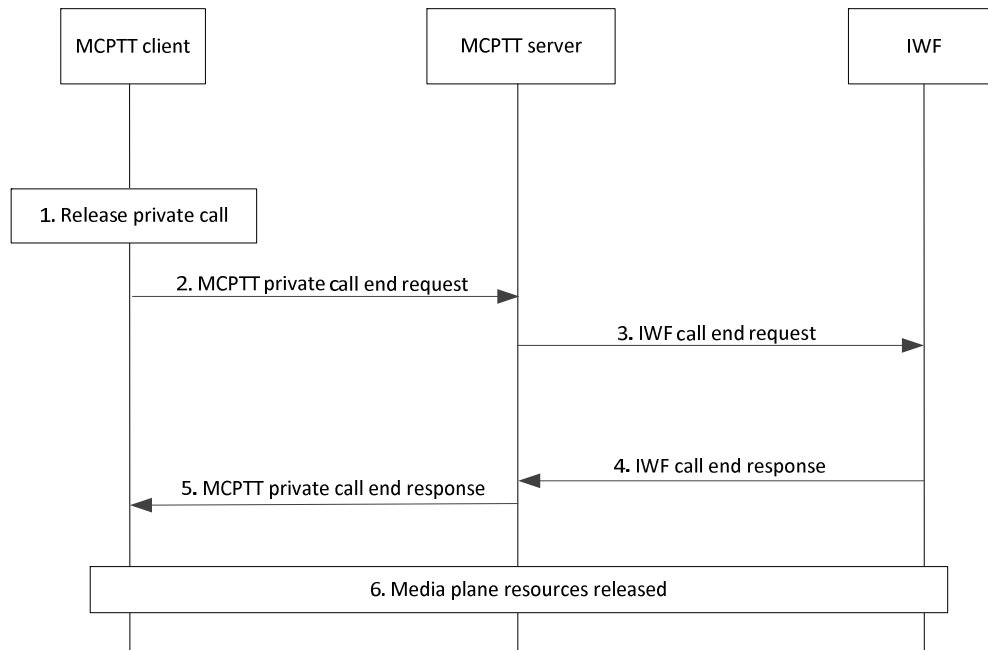 MCPTT client
MCPTT server
IWF
1. Release private call
2. MCPTT private call end request
3. IWF call end request
4. IWF call end response
5. MCPTT private call end response
6. Media plane resources released